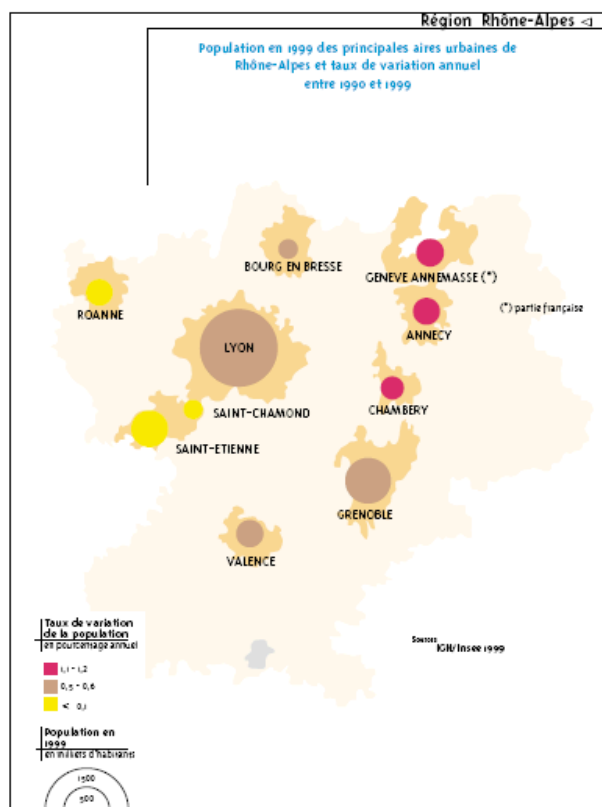 Région Rhône-Alpes ◁
Population en 1999 des principales aires urbaines de
Rhône-Alpes et taux de variation annuel
entre 1990 et 1999
BOURG EN BRESSE
GENEVE ANNEMASSE (*)
ROANNE
(*) partie française
ANNECY
LYON
CHAMBERY
SAINT-CHAMOND
SAINT-ETIENNE
GRENOBLE
VALENCE
Taux de variation
de la population
en pourcentage annuel
1,1 - 1,2
0,5 - 0,6
< 0,1
Sources
IGN/Insee 1999
Population en
1999
en milliers d'habitants
1500
500